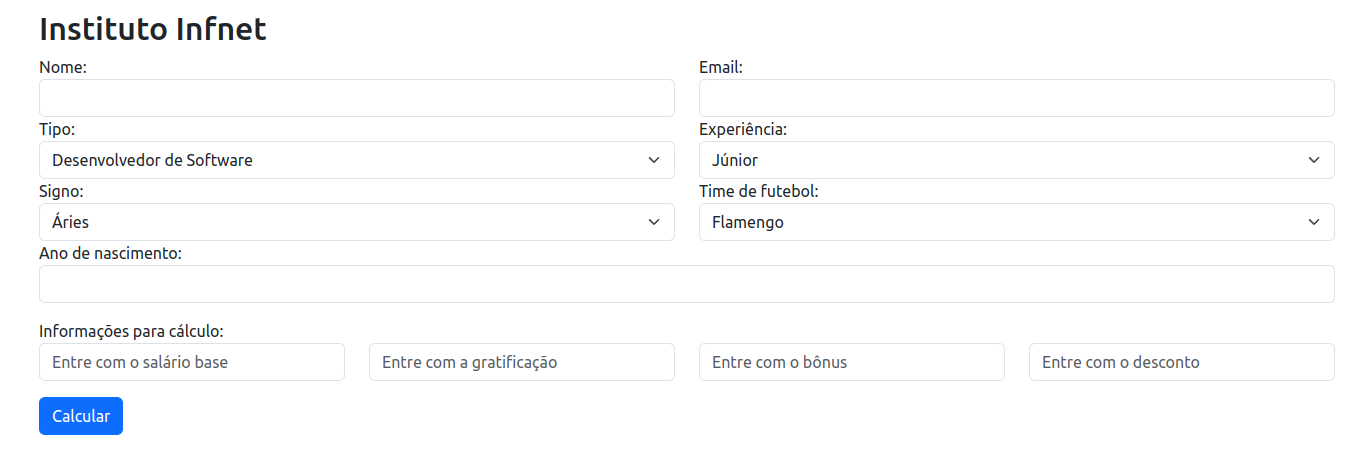 Instituto Infnet
Nome:
Email:
Tipo:
Experiência:
Desenvolvedor de Software
Júnior
Signo:
Time de futebol:
Áries
Flamengo
Ano de nascimento:
Informações para cálculo:
Entre com o salário base
Entre com a gratificação
Entre com o bônus
Entre com o desconto
Calcular